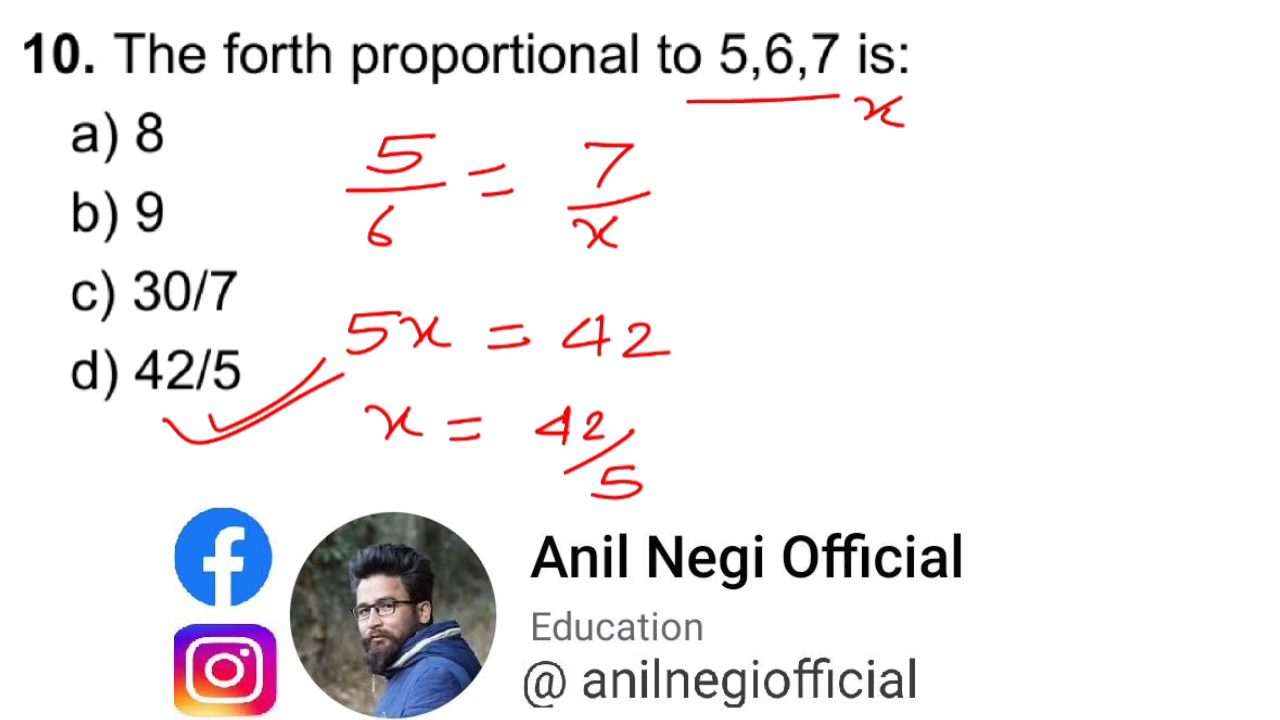 10. The forth proportional to 5,6,7 is:
x
a) 8
5/6 = 7/x
b) 9
c) 30/7
5x = 42
d) 42/5
x = 42/5
Anil Negi Official
Education
@ anilnegiofficial